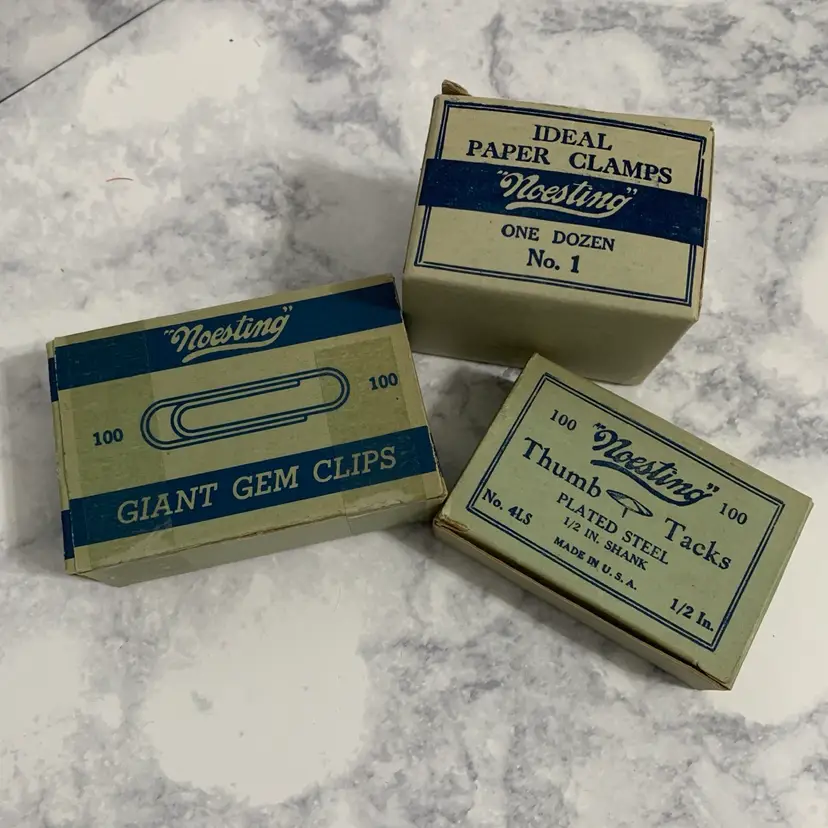 IDEAL
PAPER CLAMPS
"Noesting"
ONE DOZEN
No. 1
"Noesting"
100
100
GIANT GEM CLIPS
100
"Noesting"
100
Thumb Tacks
No. 4LS
PLATED STEEL
1/2 IN. SHANK
MADE IN U.S.A.
1/2 In.